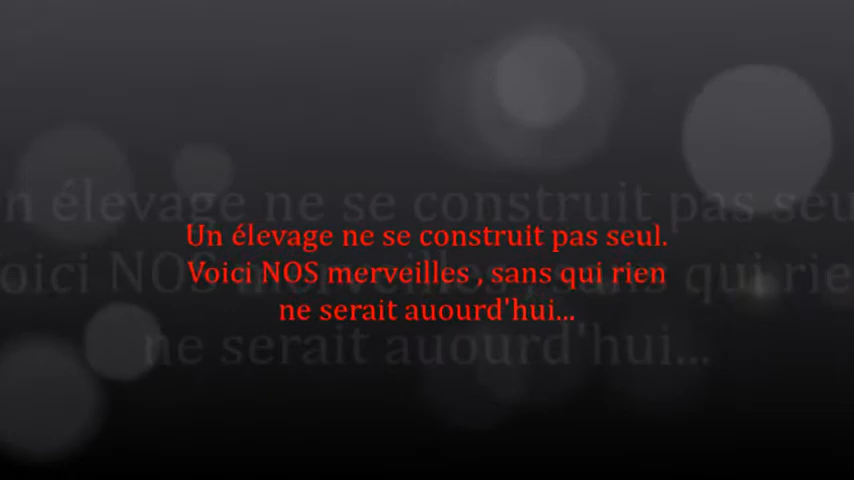 Un élevage ne se construit pas seul.
Voici NOS merveilles , sans qui rien
ne serait auourd'hui...